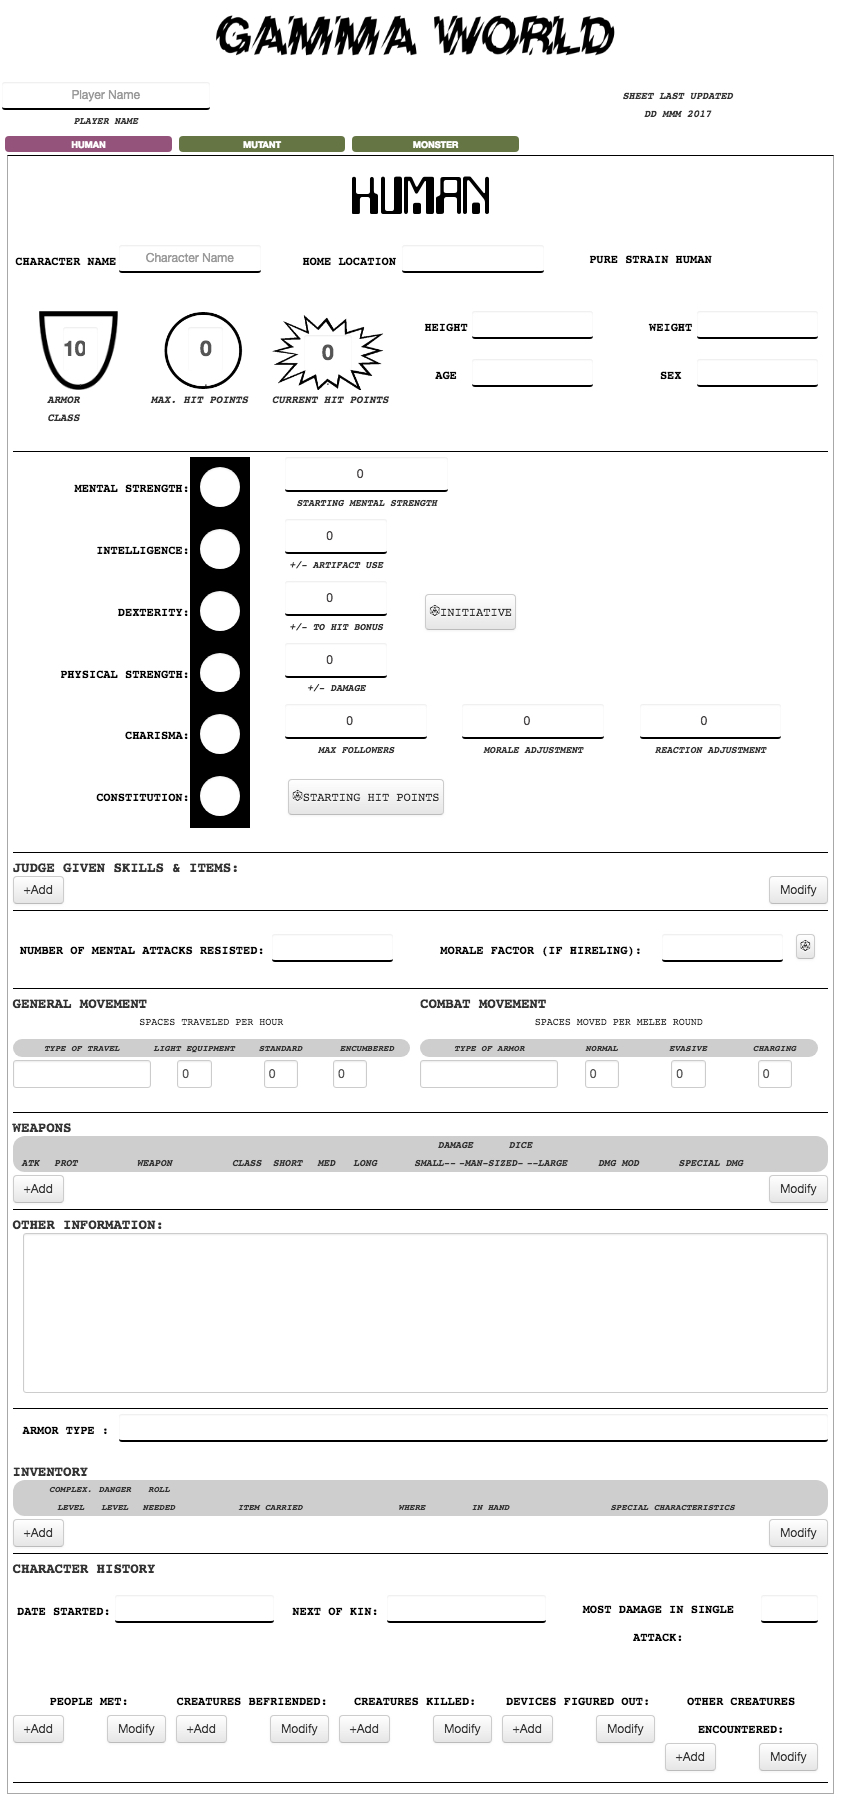 GAMMA WORLD
Player Name
PLAYER NAME
SHEET LAST UPDATED
DD MMM 2017
HUMAN MUTANT MONSTER
HUMAN
CHARACTER NAME Character Name HOME LOCATION PURE STRAIN HUMAN
10 0 0
HEIGHT WEIGHT
AGE SEX
ARMOR CLASS MAX. HIT POINTS CURRENT HIT POINTS
MENTAL STRENGTH: 0
STARTING MENTAL STRENGTH
INTELLIGENCE: 0
+/- ARTIFACT USE
DEXTERITY: 0 INITIATIVE
+/- TO HIT BONUS
PHYSICAL STRENGTH: 0
+/- DAMAGE
CHARISMA: 0 0 0
MAX FOLLOWERS MORALE ADJUSTMENT REACTION ADJUSTMENT
CONSTITUTION: STARTING HIT POINTS
JUDGE GIVEN SKILLS & ITEMS:
+Add Modify
NUMBER OF MENTAL ATTACKS RESISTED: MORALE FACTOR (IF HIRELING):
GENERAL MOVEMENT
SPACES TRAVELED PER HOUR
TYPE OF TRAVEL LIGHT EQUIPMENT STANDARD ENCUMBERED
0 0 0
COMBAT MOVEMENT
SPACES MOVED PER MELEE ROUND
TYPE OF ARMOR NORMAL EVASIVE CHARGING
0 0 0
WEAPONS
DAMAGE DICE
ATK PROT WEAPON CLASS SHORT MED LONG SMALL-- -MAN-SIZED- --LARGE DMG MOD SPECIAL DMG
+Add Modify
OTHER INFORMATION:
ARMOR TYPE :
INVENTORY
COMPLEX. DANGER ROLL
LEVEL LEVEL NEEDED ITEM CARRIED WHERE IN HAND SPECIAL CHARACTERISTICS
+Add Modify
CHARACTER HISTORY
DATE STARTED: NEXT OF KIN: MOST DAMAGE IN SINGLE
ATTACK:
PEOPLE MET: CREATURES BEFRIENDED: CREATURES KILLED: DEVICES FIGURED OUT: OTHER CREATURES
ENCOUNTERED:
+Add Modify +Add Modify +Add Modify +Add Modify
+Add Modify